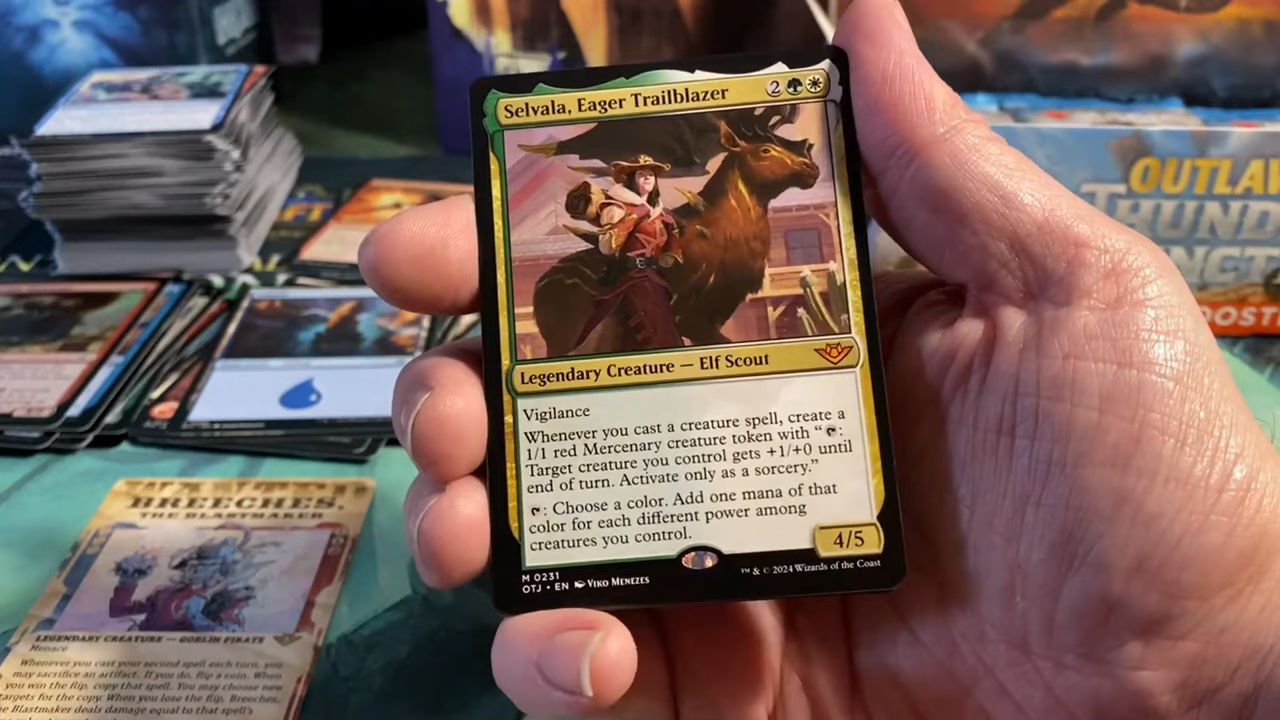 Selvala, Eager Trailblazer 2
Legendary Creature — Elf Scout
Vigilance
Whenever you cast a creature spell, create a
1/1 red Mercenary creature token with “ :
Target creature you control gets +1/+0 until
end of turn. Activate only as a sorcery.”
: Choose a color. Add one mana of that
color for each different power among
creatures you control.
4/5
M 0231
OTJ • EN VIKO MENEZES
™ & © 2024 Wizards of the Coast
OUTLAW
THUND
NCT
OOST
BREECHES,
THE BLASTMAKER
LEGENDARY CREATURE — GOBLIN PIRATE
Menace
Whenever you cast your second spell each turn, you
may sacrifice an artifact. If you do, flip a coin. When
you win the flip, copy that spell. You may choose new
targets for the copy. When you lose the flip, Breeches,
the Blastmaker deals damage equal to that spell's